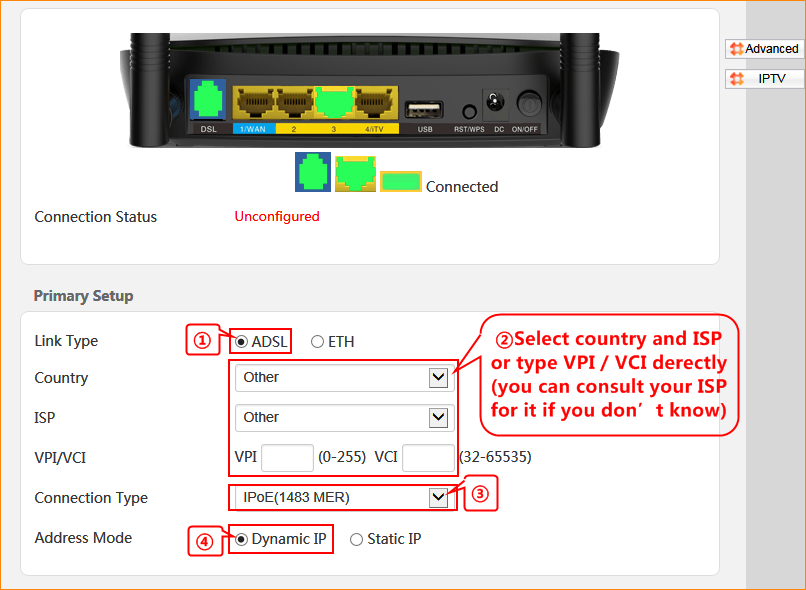 Advanced
IPTV
DSL 1/WAN 2 3 4/iTV USB RST/WPS DC ON/OFF
Connected
Connection Status Unconfigured
Primary Setup
Link Type ① ADSL ETH
②Select country and ISP
or type VPI / VCI derectly
(you can consult your ISP
for it if you don’t know)
Country Other
ISP Other
VPI/VCI VPI (0-255) VCI (32-65535)
Connection Type IPoE(1483 MER) ③
Address Mode ④ Dynamic IP Static IP